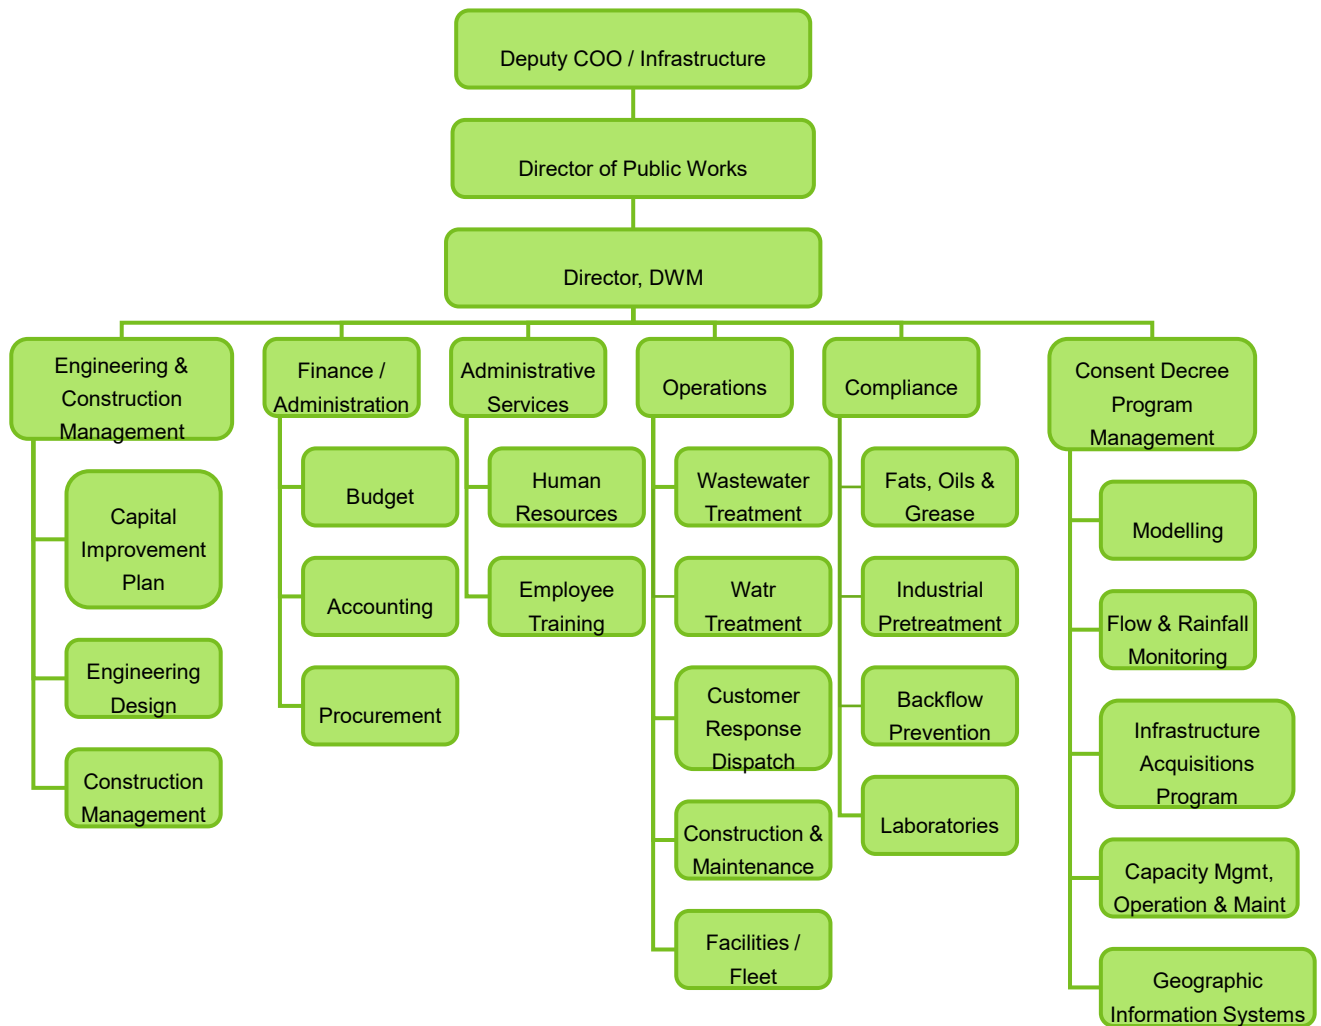 Deputy COO / Infrastructure
Director of Public Works
Director, DWM
Engineering &
Construction
Management
Capital
Improvement
Plan
Engineering
Design
Construction
Management
Finance /
Administration
Budget
Accounting
Procurement
Administrative
Services
Human
Resources
Employee
Training
Operations
Wastewater
Treatment
Watr
Treatment
Customer
Response
Dispatch
Construction &
Maintenance
Facilities /
Fleet
Compliance
Fats, Oils &
Grease
Industrial
Pretreatment
Backflow
Prevention
Laboratories
Consent Decree
Program
Management
Modelling
Flow & Rainfall
Monitoring
Infrastructure
Acquisitions
Program
Capacity Mgmt,
Operation & Maint
Geographic
Information Systems